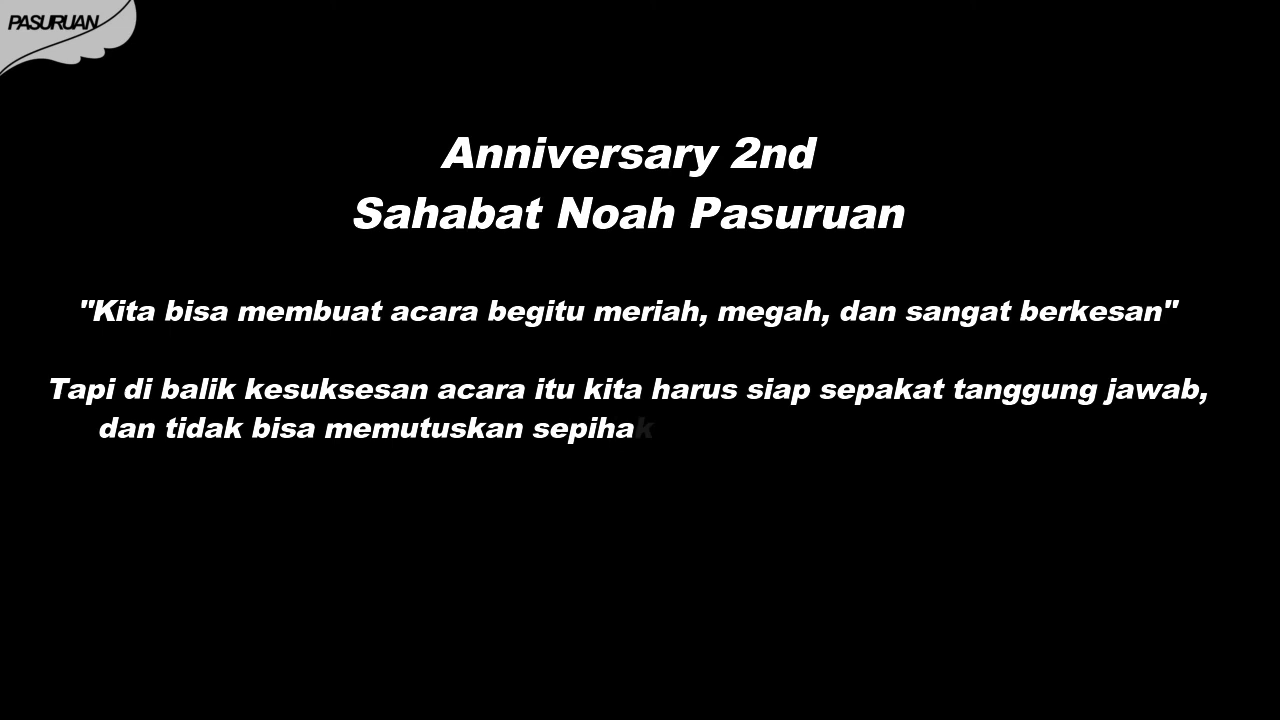 PASURUAN
Anniversary 2nd
Sahabat Noah Pasuruan
"Kita bisa membuat acara begitu meriah, megah, dan sangat berkesan"
Tapi di balik kesuksesan acara itu kita harus siap sepakat tanggung jawab,
dan tidak bisa memutuskan sepihak